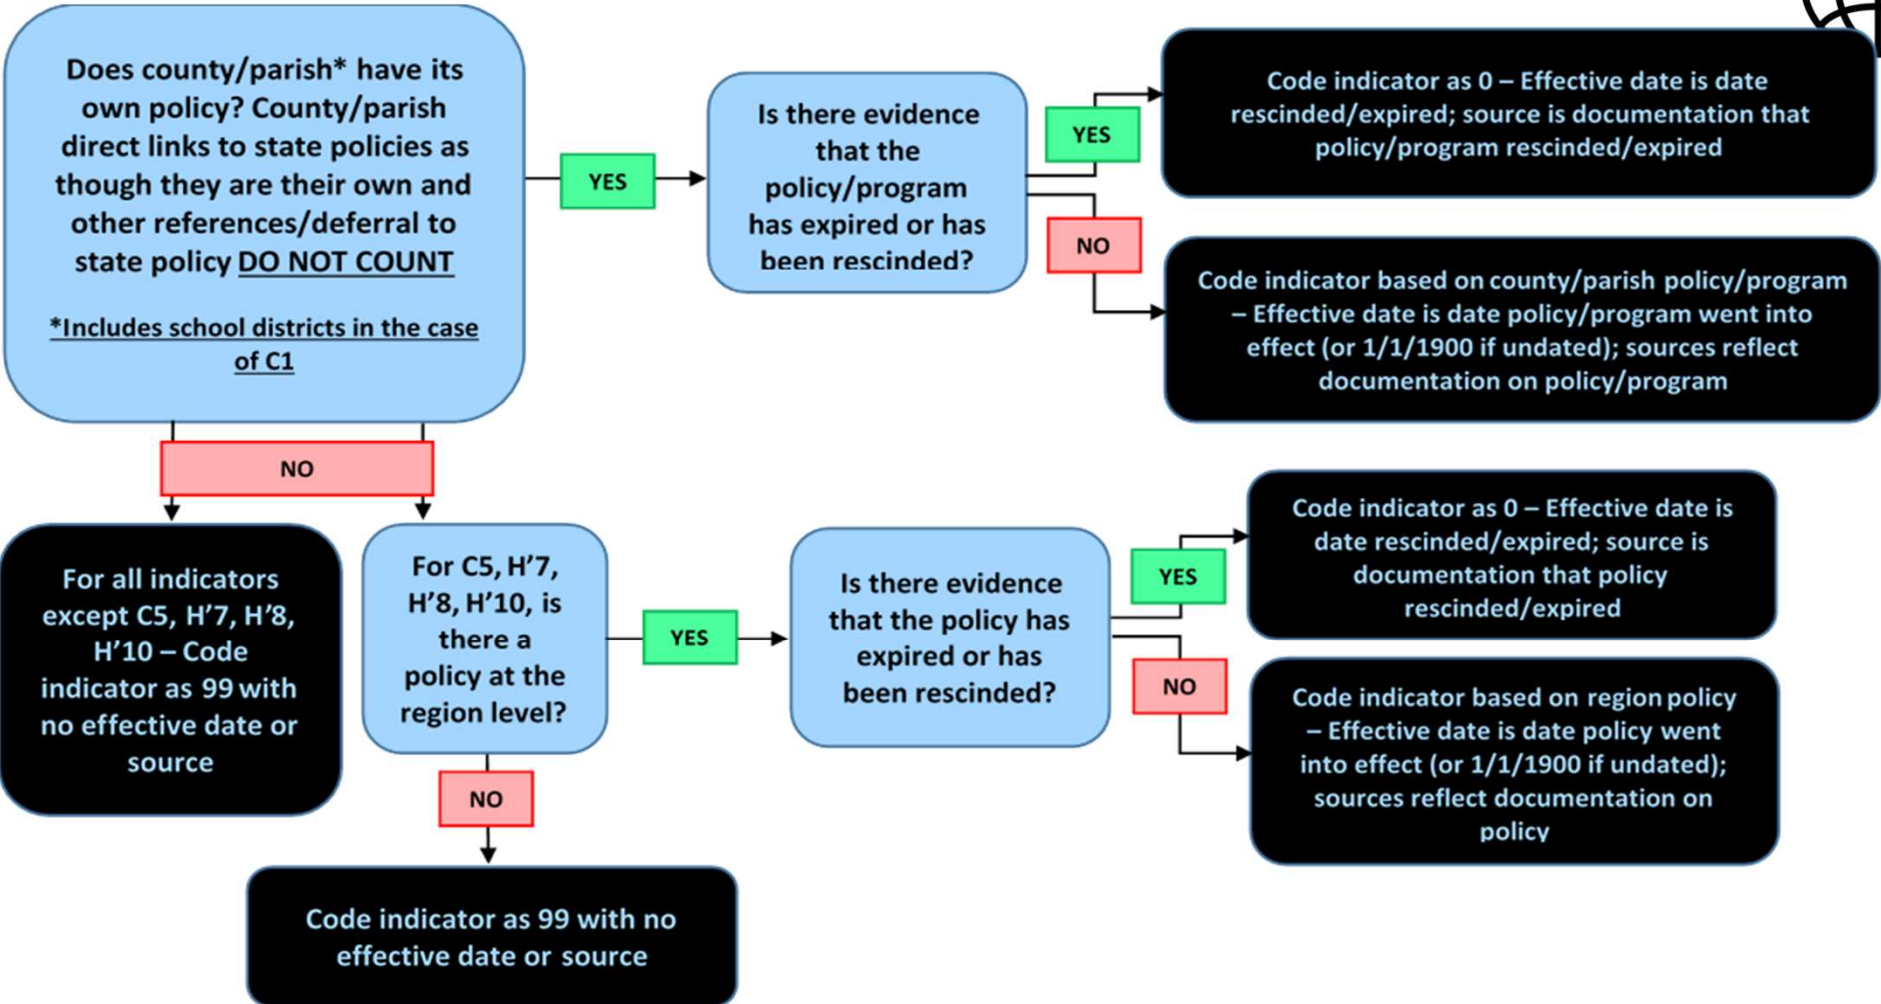 Does county/parish* have its
own policy? County/parish
direct links to state policies as
though they are their own and
other references/deferral to
state policy DO NOT COUNT
*Includes school districts in the case
of C1
YES
Is there evidence
that the
policy/program
has expired or has
been rescinded?
YES
Code indicator as 0 – Effective date is date
rescinded/expired; source is documentation that
policy/program rescinded/expired
NO
Code indicator based on county/parish policy/program
– Effective date is date policy/program went into
effect (or 1/1/1900 if undated); sources reflect
documentation on policy/program
NO
For all indicators
except C5, H’7, H’8,
H’10 – Code
indicator as 99 with
no effective date or
source
For C5, H’7,
H’8, H’10, is
there a
policy at the
region level?
YES
Is there evidence
that the policy has
expired or has
been rescinded?
YES
Code indicator as 0 – Effective date is
date rescinded/expired; source is
documentation that policy
rescinded/expired
NO
Code indicator based on region policy
– Effective date is date policy went
into effect (or 1/1/1900 if undated);
sources reflect documentation on
policy
NO
Code indicator as 99 with no
effective date or source